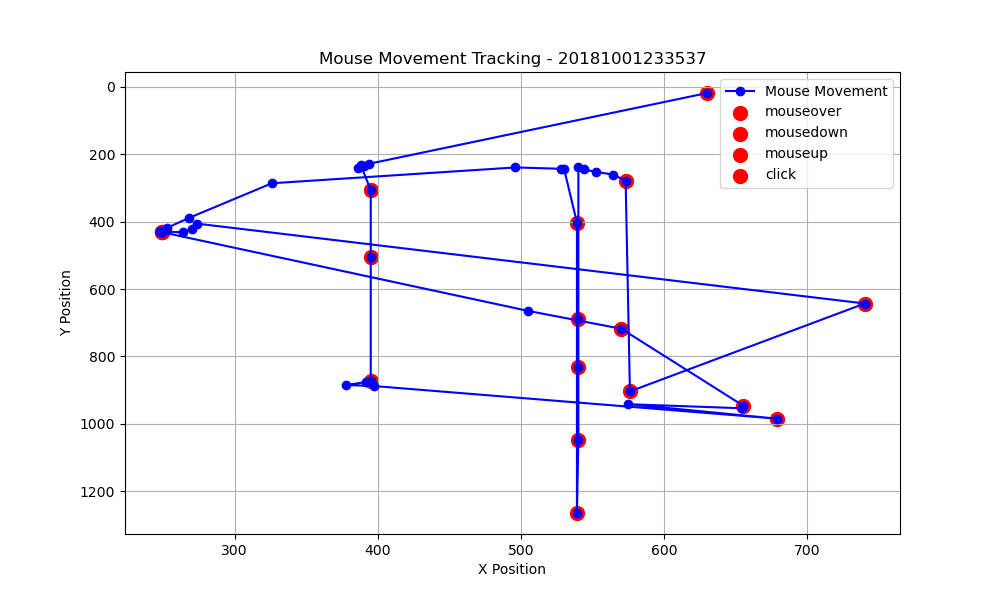 Mouse Movement Tracking - 20181001233537
Mouse Movement
mouseover
mousedown
mouseup
click
Y Position
0
200
400
600
800
1000
1200
300 400 500 600 700
X Position